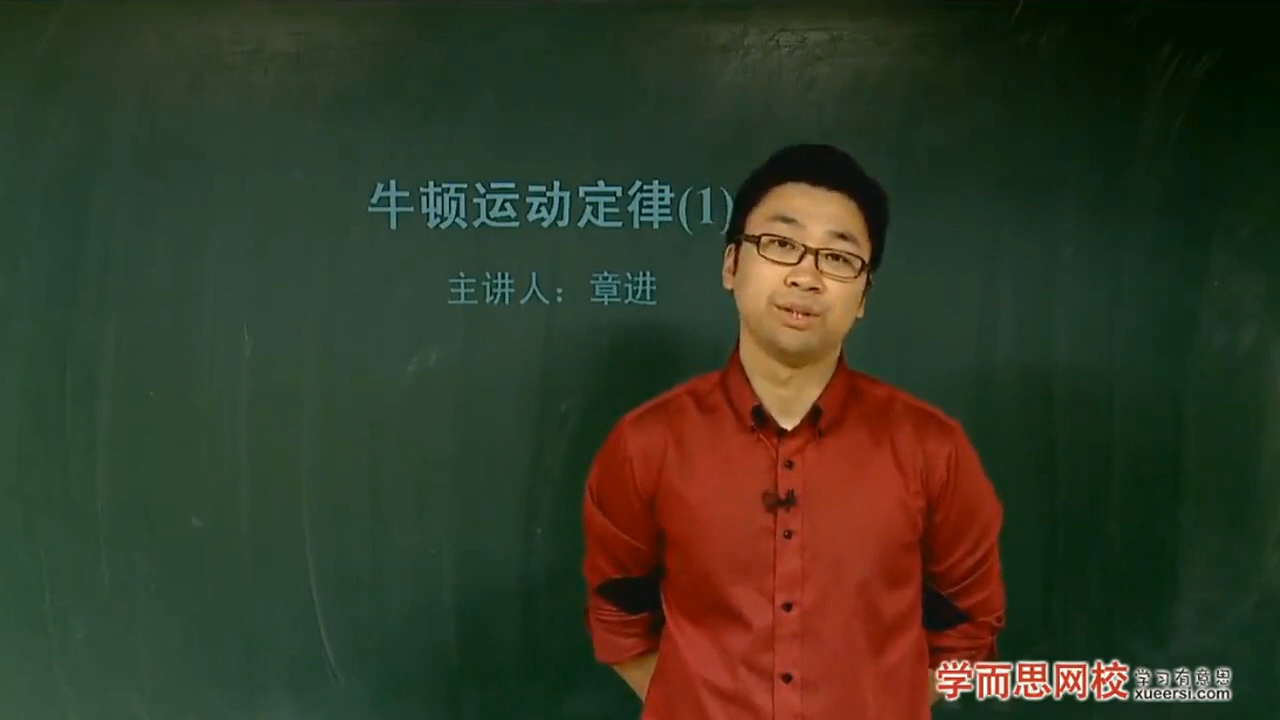 牛顿运动定律(1)
主讲人：章进
学而思网校
学习有意思
xueersi.com